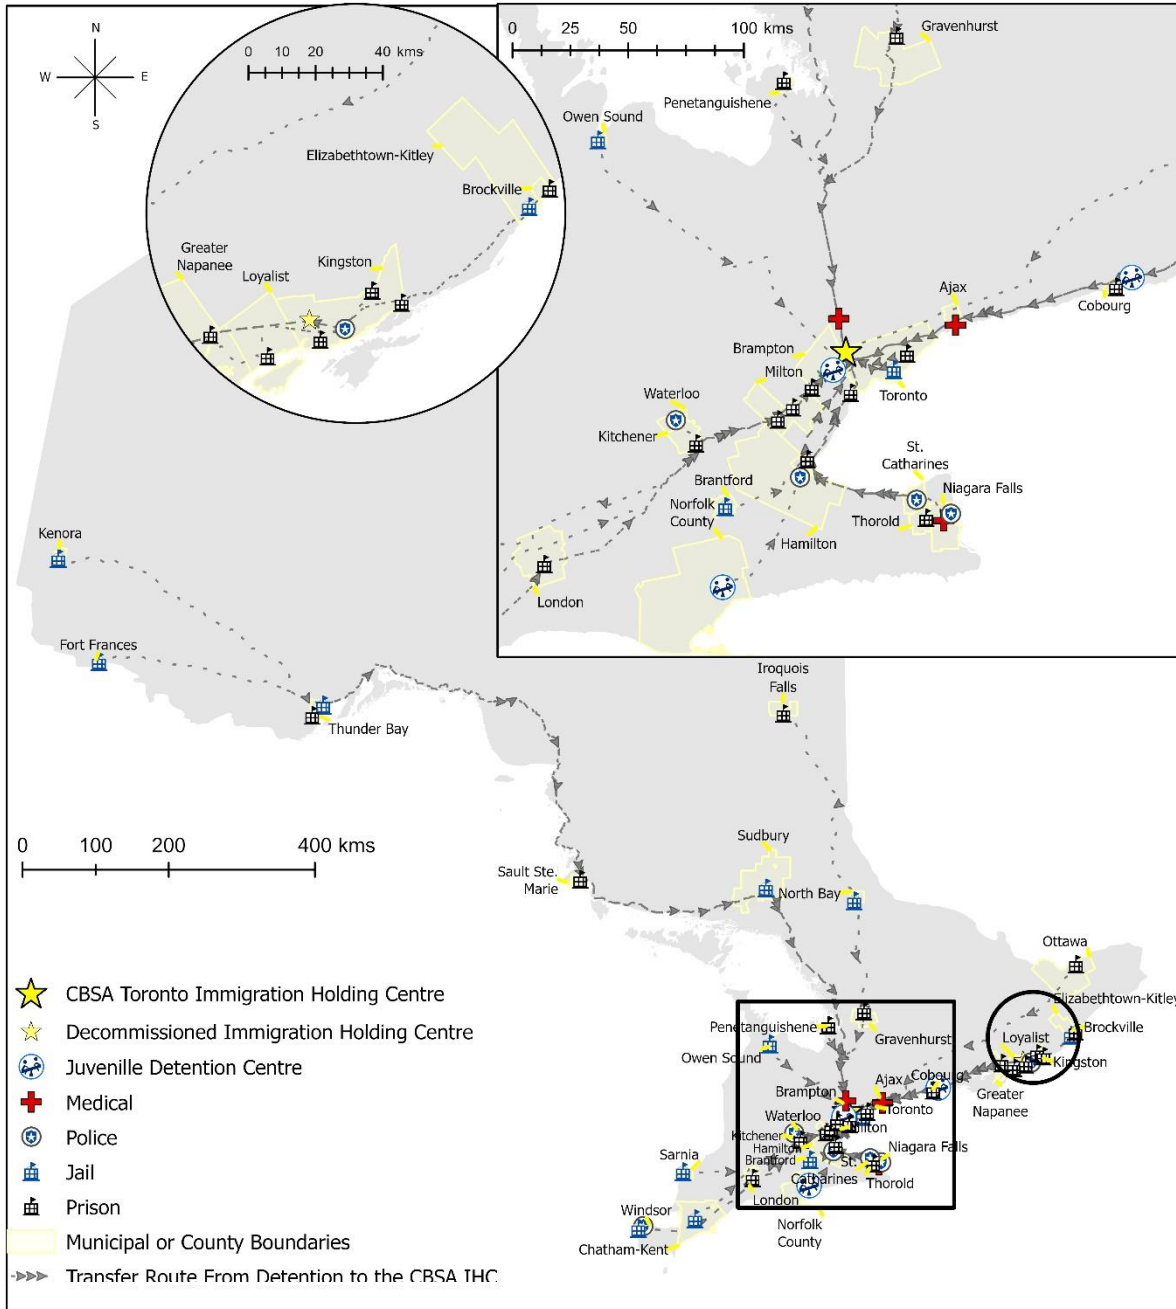 N
W
E
S
0 10 20 40 kms
Elizabethtown-Kitley
Brockville
Greater
Napanee
Loyalist
Kingston
0 25 50 100 kms
Gravenhurst
Penetanguishene
Owen Sound
Ajax
Cobourg
Brampton
Milton
Toronto
Waterloo
Kitchener
St.
Catharines
Niagara Falls
Brantford
Norfolk
County
Thorold
Hamilton
London
Kenora
Fort Frances
Thunder Bay
Iroquois
Falls
0 100 200 400 kms
Sudbury
Sault Ste.
Marie
North Bay
Ottawa
Elizabethtown-Kitley
Penetanguishene
Gravenhurst
Brockville
Owen Sound
Loyalist
Kingston
Ajax
Cobourg
Greater
Napanee
Brampton
Toronto
Waterloo
Milton
Kitchener
Hamilton
Niagara Falls
Sarnia
Brantford
St.
Catharines
Thorold
London
Windsor
Norfolk
County
Chatham-Kent
CBSA Toronto Immigration Holding Centre
Decommissioned Immigration Holding Centre
Juvenille Detention Centre
Medical
Police
Jail
Prison
Municipal or County Boundaries
Transfer Route From Detention to the CBSA IHC